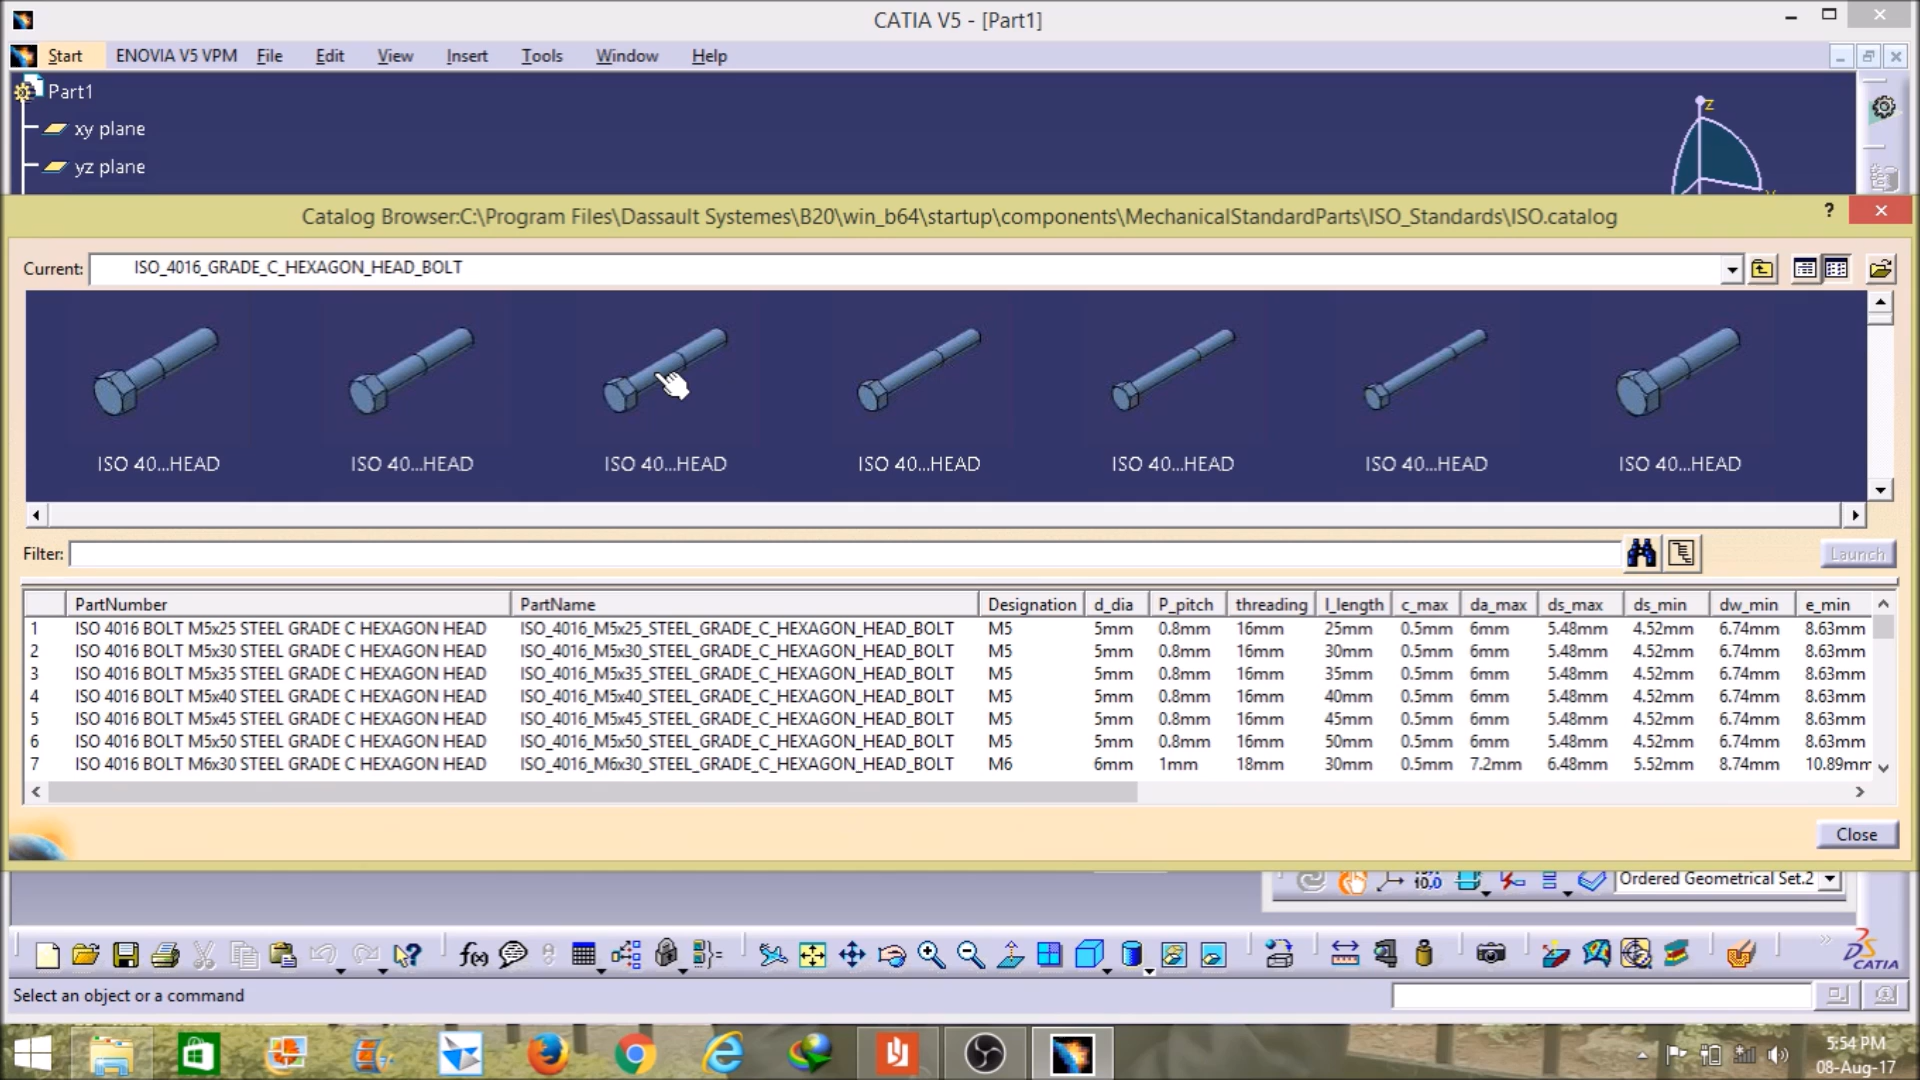 CATIA V5 - [Part1]
Start ENOVIA V5 VPM File Edit View Insert Tools Window Help
Part1
xy plane
yz plane
z
Catalog Browser:C:\Program Files\Dassault Systemes\B20\win_b64\startup\components\MechanicalStandardParts\ISO_Standards\ISO.catalog
?
Current: ISO_4016_GRADE_C_HEXAGON_HEAD_BOLT
ISO 40...HEAD ISO 40...HEAD ISO 40...HEAD ISO 40...HEAD ISO 40...HEAD ISO 40...HEAD ISO 40...HEAD
Filter: Launch
PartNumber PartName Designation d_dia P_pitch threading l_length c_max da_max ds_max ds_min dw_min e_min
1 ISO 4016 BOLT M5x25 STEEL GRADE C HEXAGON HEAD ISO_4016_M5x25_STEEL_GRADE_C_HEXAGON_HEAD_BOLT M5 5mm 0.8mm 16mm 25mm 0.5mm 6mm 5.48mm 4.52mm 6.74mm 8.63mm
2 ISO 4016 BOLT M5x30 STEEL GRADE C HEXAGON HEAD ISO_4016_M5x30_STEEL_GRADE_C_HEXAGON_HEAD_BOLT M5 5mm 0.8mm 16mm 30mm 0.5mm 6mm 5.48mm 4.52mm 6.74mm 8.63mm
3 ISO 4016 BOLT M5x35 STEEL GRADE C HEXAGON HEAD ISO_4016_M5x35_STEEL_GRADE_C_HEXAGON_HEAD_BOLT M5 5mm 0.8mm 16mm 35mm 0.5mm 6mm 5.48mm 4.52mm 6.74mm 8.63mm
4 ISO 4016 BOLT M5x40 STEEL GRADE C HEXAGON HEAD ISO_4016_M5x40_STEEL_GRADE_C_HEXAGON_HEAD_BOLT M5 5mm 0.8mm 16mm 40mm 0.5mm 6mm 5.48mm 4.52mm 6.74mm 8.63mm
5 ISO 4016 BOLT M5x45 STEEL GRADE C HEXAGON HEAD ISO_4016_M5x45_STEEL_GRADE_C_HEXAGON_HEAD_BOLT M5 5mm 0.8mm 16mm 45mm 0.5mm 6mm 5.48mm 4.52mm 6.74mm 8.63mm
6 ISO 4016 BOLT M5x50 STEEL GRADE C HEXAGON HEAD ISO_4016_M5x50_STEEL_GRADE_C_HEXAGON_HEAD_BOLT M5 5mm 0.8mm 16mm 50mm 0.5mm 6mm 5.48mm 4.52mm 6.74mm 8.63mm
7 ISO 4016 BOLT M6x30 STEEL GRADE C HEXAGON HEAD ISO_4016_M6x30_STEEL_GRADE_C_HEXAGON_HEAD_BOLT M6 6mm 1mm 18mm 30mm 0.5mm 7.2mm 6.48mm 5.52mm 8.74mm 10.89mm
Close
10,0 Ordered Geometrical Set.2
f(x)
CATIA
Select an object or a command
5:54 PM
08-Aug-17